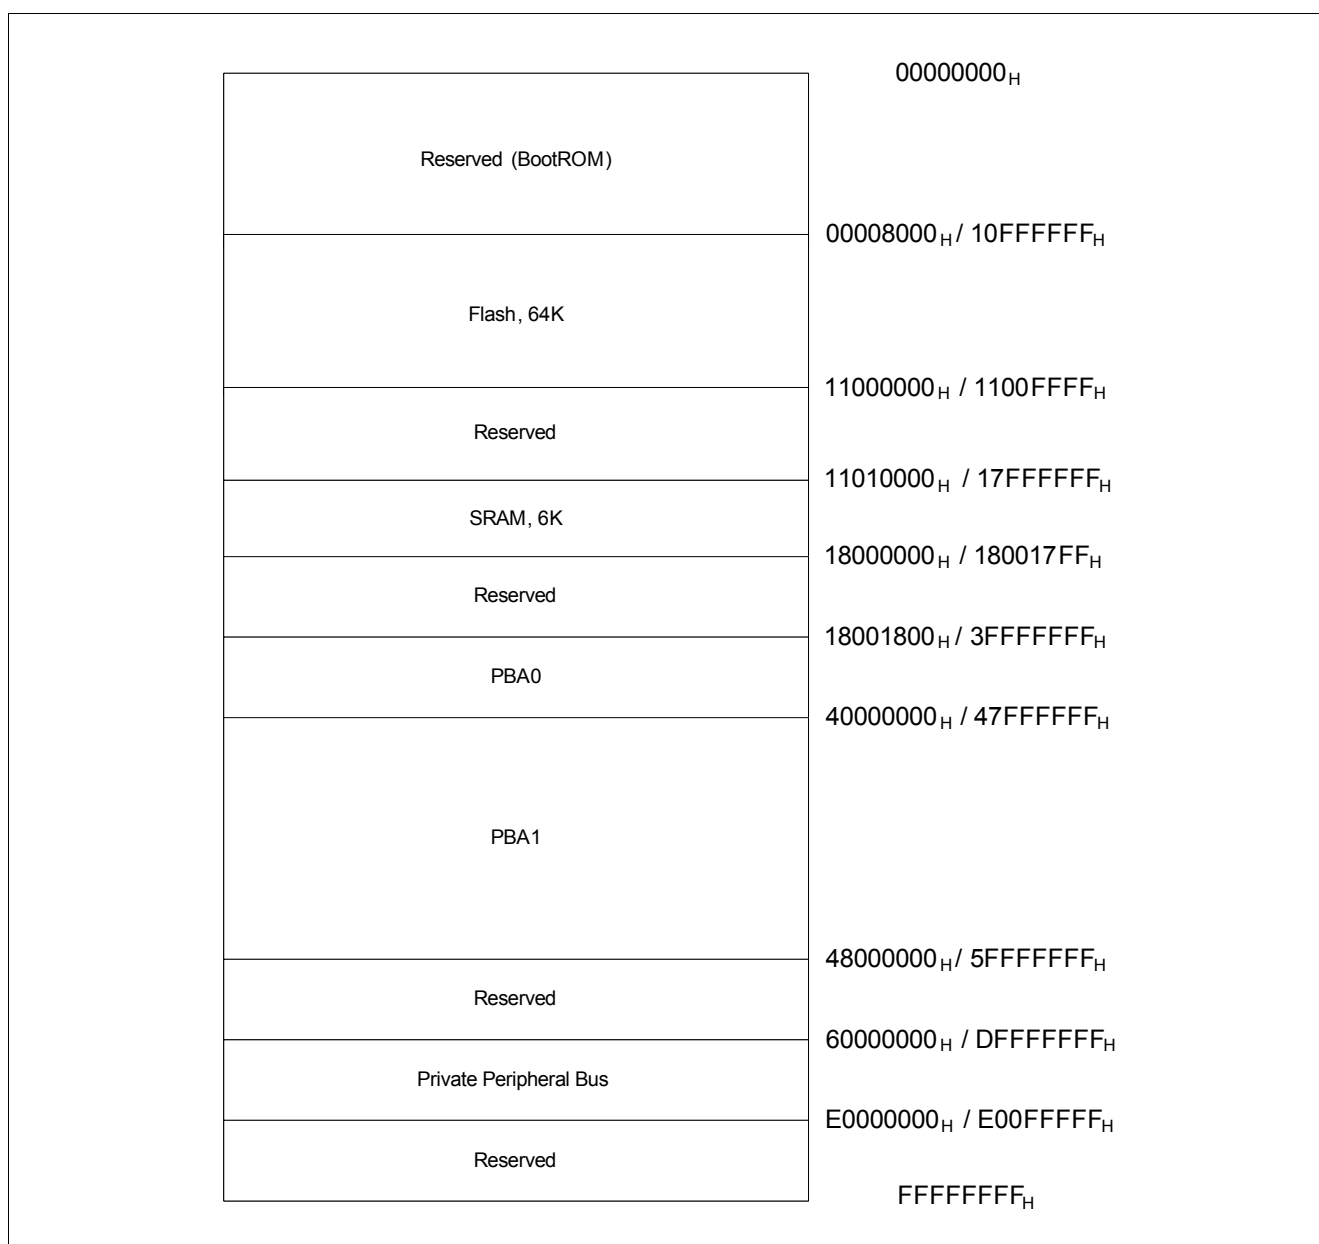 00000000H
Reserved (BootROM)
00008000H / 10FFFFFFH
Flash, 64K
11000000H / 1100FFFFH
Reserved
11010000H / 17FFFFFFH
SRAM, 6K
18000000H / 180017FFH
Reserved
18001800H / 3FFFFFFFH
PBA0
40000000H / 47FFFFFFH
PBA1
48000000H / 5FFFFFFFH
Reserved
60000000H / DFFFFFFFH
Private Peripheral Bus
E0000000H / E00FFFFFH
Reserved
FFFFFFFFH